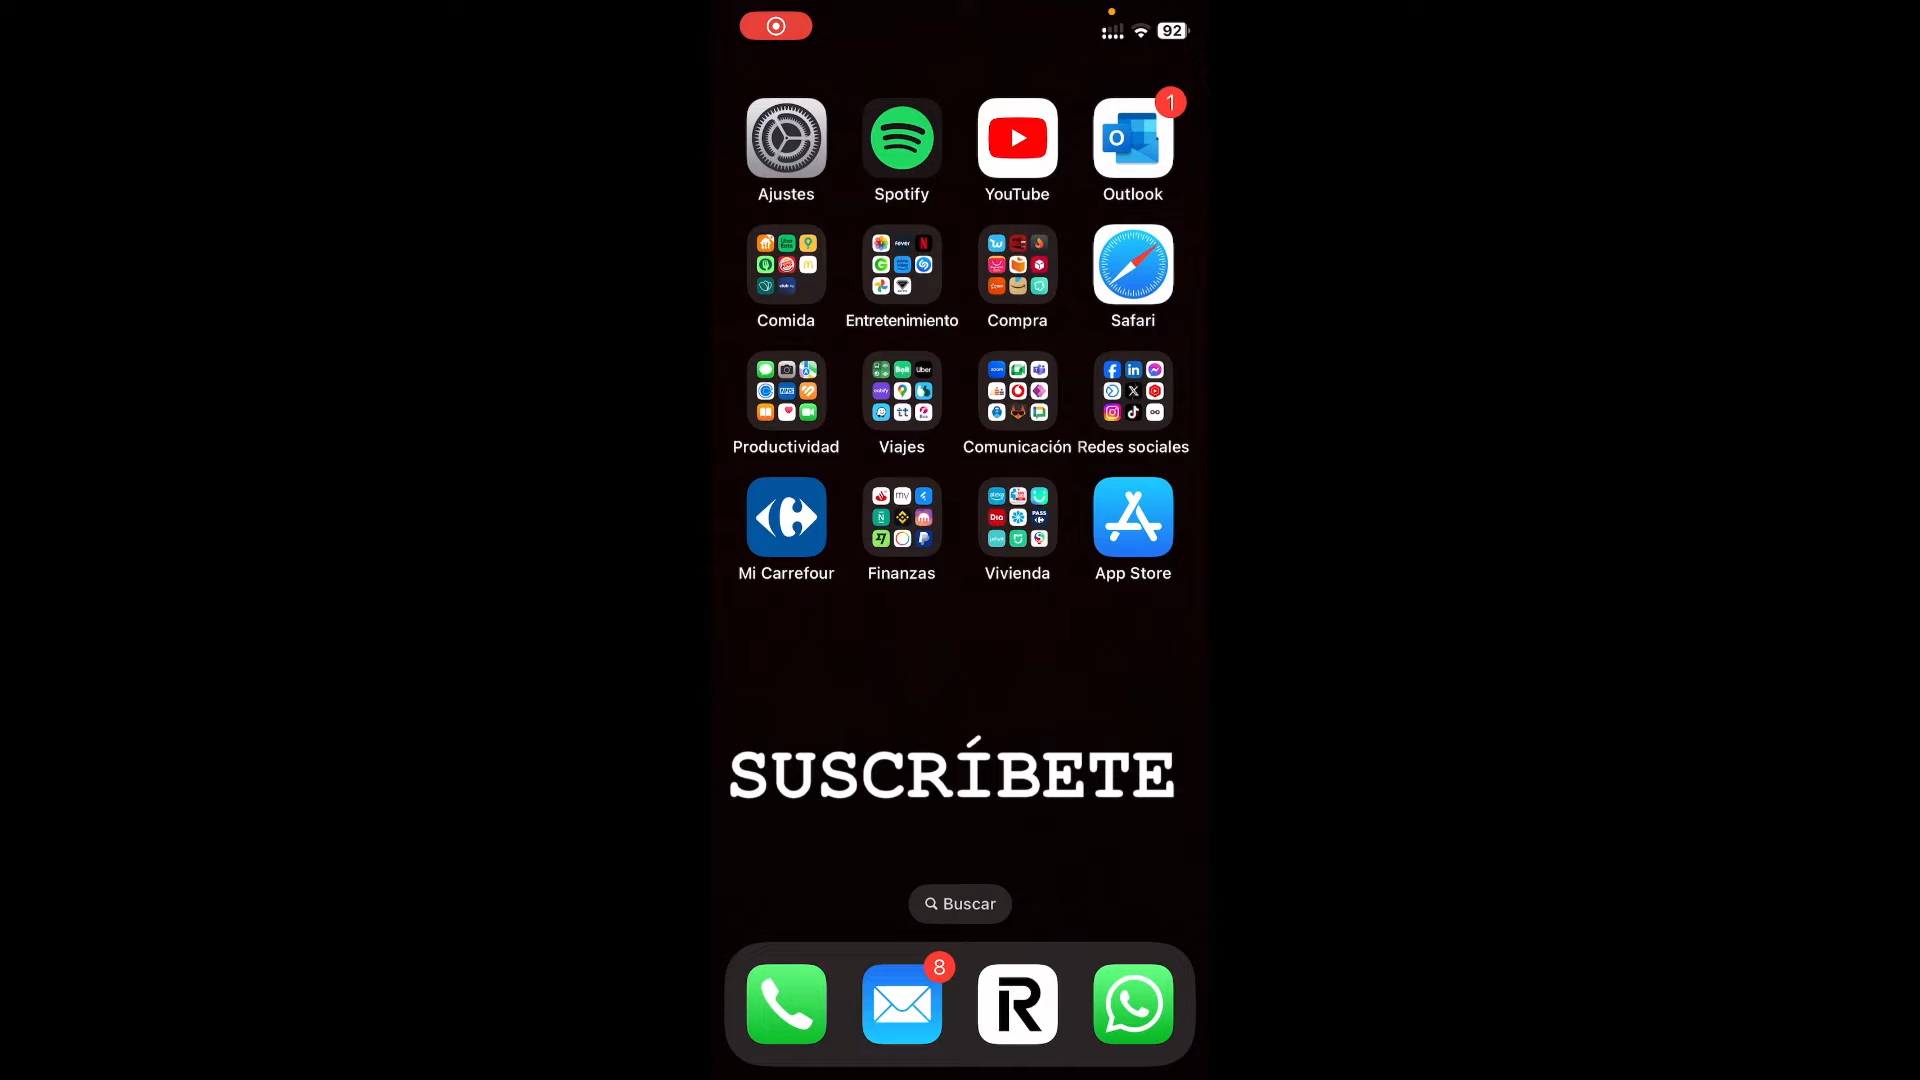 92
1
Ajustes Spotify YouTube Outlook
Comida Entretenimiento Compra Safari
Productividad Viajes Comunicación Redes sociales
Mi Carrefour Finanzas Vivienda App Store
SUSCRÍBETE
Buscar
8